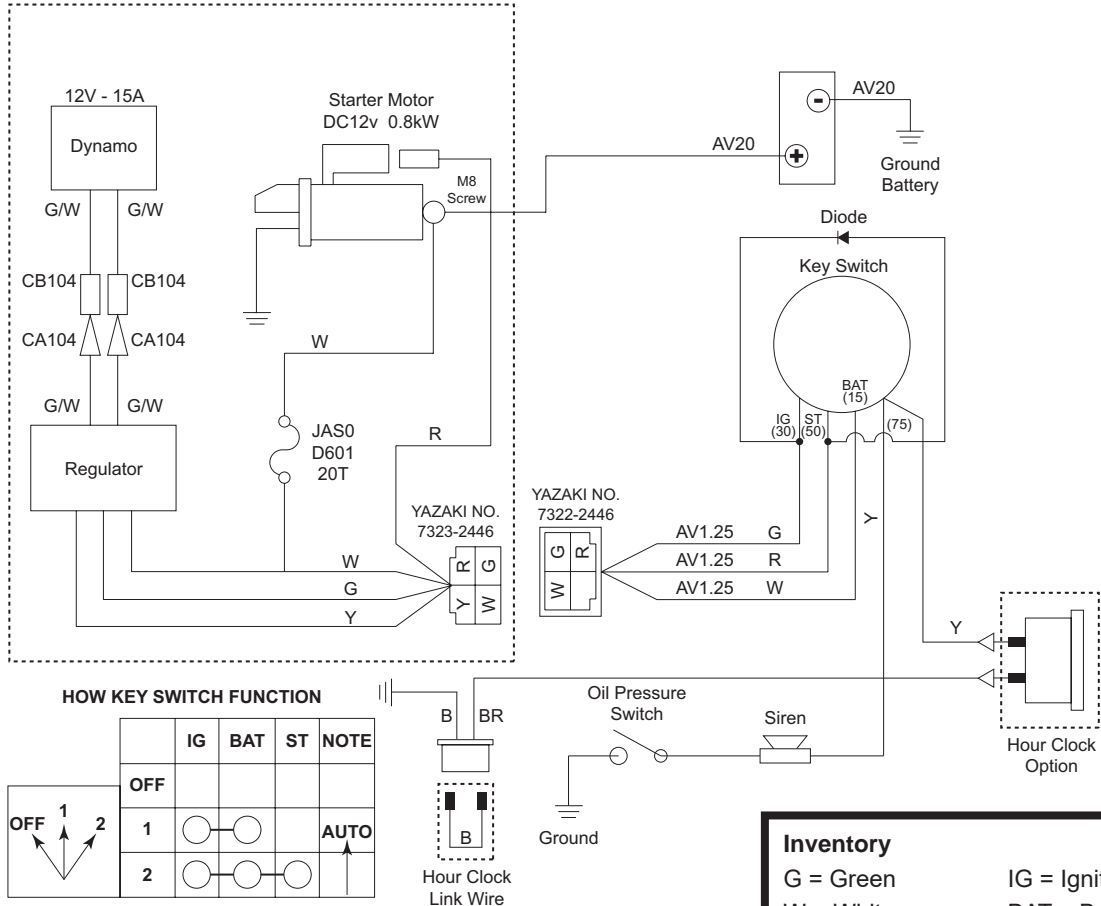 12V - 15A
Dynamo
G/W
G/W
CB104
CB104
CA104
CA104
G/W
G/W
Regulator
Starter Motor
DC12v 0.8kW
M8
Screw
W
JAS0
D601
20T
R
YAZAKI NO.
7323-2446
R
G
Y
W
W
G
Y
AV20
AV20
Ground
Battery
Diode
Key Switch
BAT
(15)
IG
(30)
ST
(50)
(75)
YAZAKI NO.
7322-2446
G
R
W
AV1.25 G
AV1.25 R
AV1.25 W
Y
Y
Hour Clock
Option
HOW KEY SWITCH FUNCTION
IG BAT ST NOTE
OFF
1 AUTO
2
OFF 1 2
B
BR
B
Hour Clock
Link Wire
Oil Pressure
Switch
Siren
Ground
Inventory
G = Green